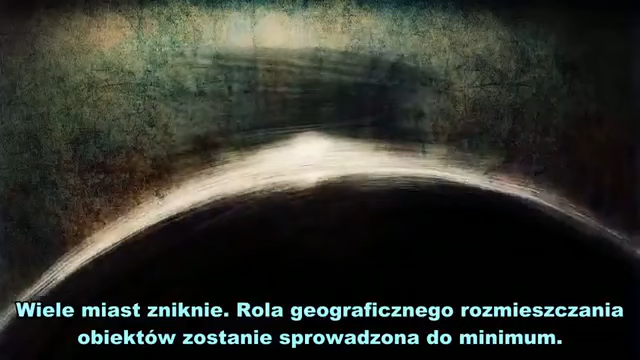 Wiele miast zniknie. Rola geograficznego rozmieszczania
obiektów zostanie sprowadzona do minimum.